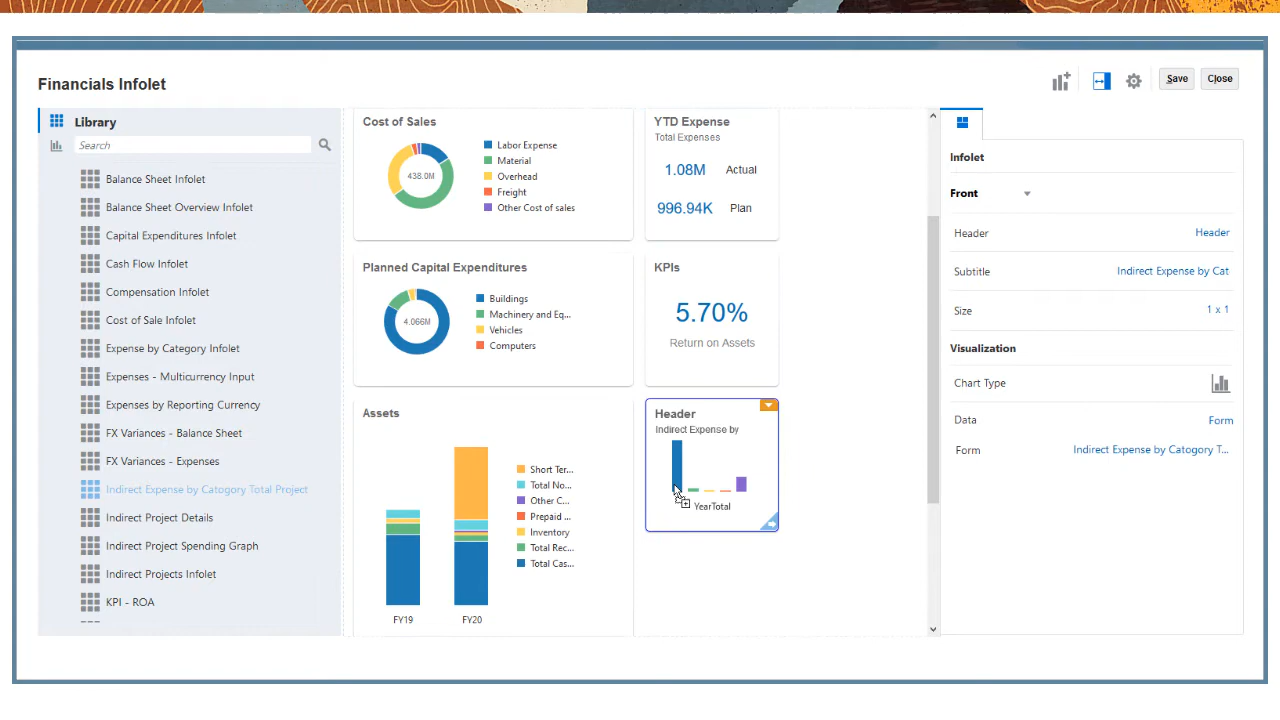 Financials Infolet
Save
Close
Library
Search
Balance Sheet Infolet
Balance Sheet Overview Infolet
Capital Expenditures Infolet
Cash Flow Infolet
Compensation Infolet
Cost of Sale Infolet
Expense by Category Infolet
Expenses - Multicurrency Input
Expenses by Reporting Currency
FX Variances - Balance Sheet
FX Variances - Expenses
Indirect Expense by Catogory Total Project
Indirect Project Details
Indirect Project Spending Graph
Indirect Projects Infolet
KPI - ROA
Cost of Sales
438.0M
Labor Expense
Material
Overhead
Freight
Other Cost of sales
YTD Expense
Total Expenses
1.08M Actual
996.94K Plan
Planned Capital Expenditures
4.066M
Buildings
Machinery and Eq...
Vehicles
Computers
KPIs
5.70%
Return on Assets
Assets
Short Ter...
Total No...
Other C...
Prepaid ...
Inventory
Total Rec...
Total Cas...
FY19
FY20
Header
Indirect Expense by
YearTotal
Infolet
Front
Header Header
Subtitle Indirect Expense by Cat
Size 1 x 1
Visualization
Chart Type
Data Form
Form Indirect Expense by Catogory T...